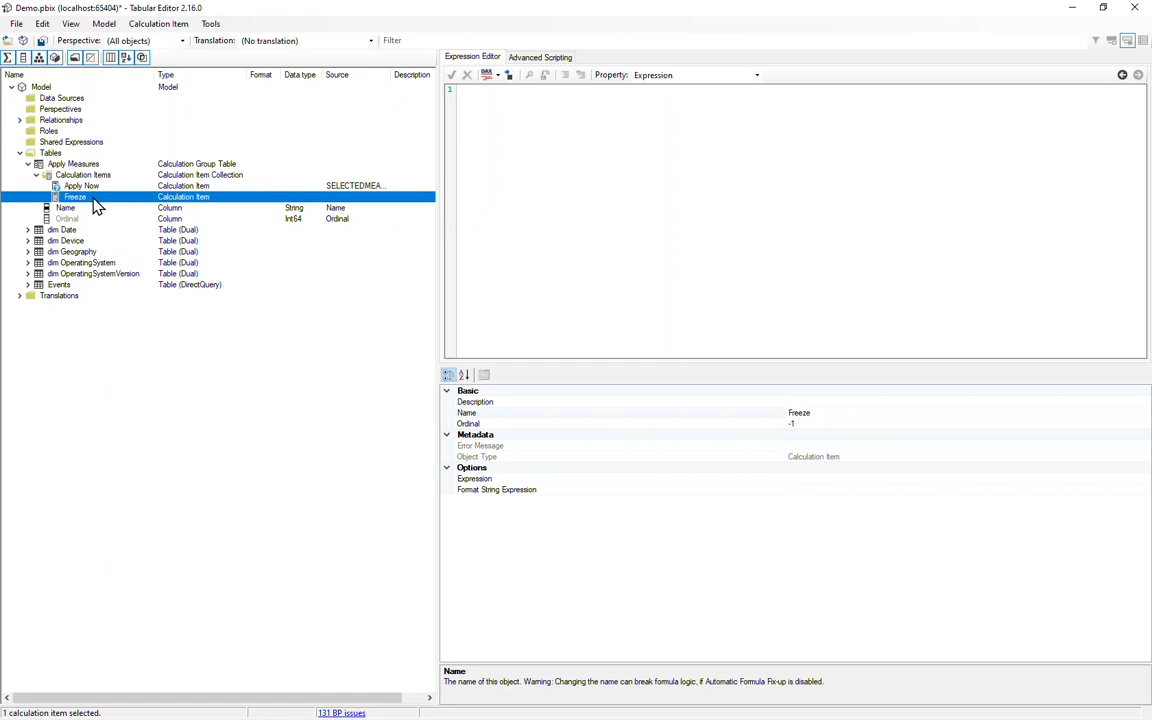 Demo.pbix (localhost:65404)* - Tabular Editor 2.16.0
File Edit View Model Calculation Item Tools
Perspective: (All objects) Translation: (No translation) Filter
Expression Editor Advanced Scripting
Name Type Format Data type Source Description
DAX Property: Expression
1
Model Model
Data Sources
Perspectives
Relationships
Roles
Shared Expressions
Tables
Apply Measures Calculation Group Table
Calculation Items Calculation Item Collection
Apply Now Calculation Item SELECTEDMEA...
Freeze Calculation Item
Name Column String Name
Ordinal Column Int64 Ordinal
dim Date Table (Dual)
dim Device Table (Dual)
dim Geography Table (Dual)
dim OperatingSystem Table (Dual)
dim OperatingSystemVersion Table (Dual)
Events Table (DirectQuery)
Translations
Basic
Description
Name Freeze
Ordinal -1
Metadata
Error Message
Object Type Calculation Item
Options
Expression
Format String Expression
Name
The name of this object. Warning: Changing the name can break formula logic, if Automatic Formula Fix-up is disabled.
1 calculation item selected. 131 BP issues